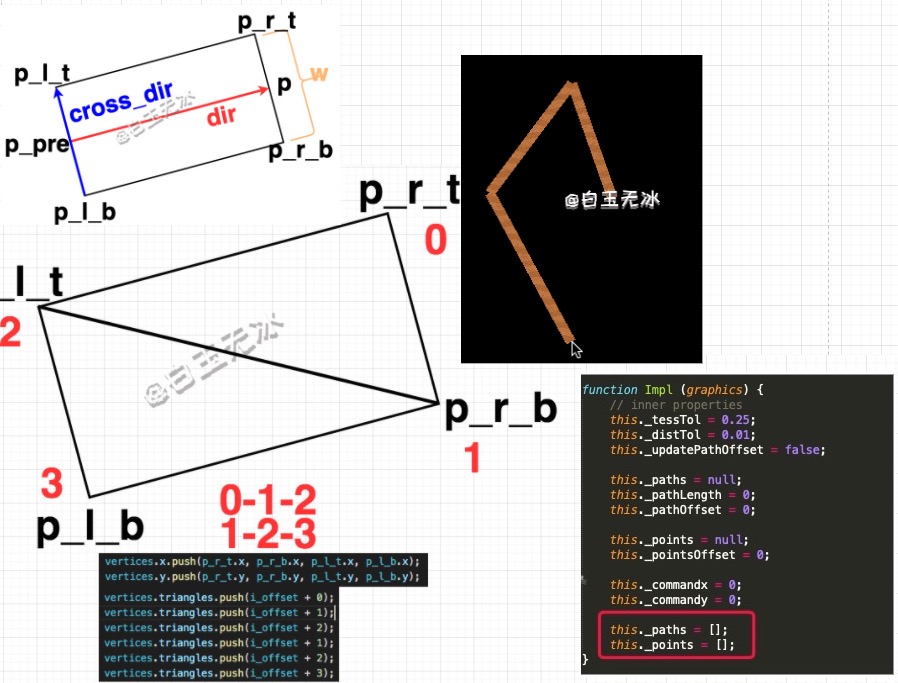 p_r_t
p_l_t
cross_dir
dir
p
w
p_pre
p_r_b
p_l_b
@白玉无冰
p_r_t
0
_l_t
2
@白玉无冰
p_r_b
1
3
p_l_b
0-1-2
1-2-3
@白玉无冰
vertices.x.push(p_r_t.x, p_r_b.x, p_l_t.x, p_l_b.x);
vertices.y.push(p_r_t.y, p_r_b.y, p_l_t.y, p_l_b.y);
vertices.triangles.push(i_offset + 0);
vertices.triangles.push(i_offset + 1);
vertices.triangles.push(i_offset + 2);
vertices.triangles.push(i_offset + 1);
vertices.triangles.push(i_offset + 2);
vertices.triangles.push(i_offset + 3);
function Impl (graphics) {
// inner properties
this._tessTol = 0.25;
this._distTol = 0.01;
this._updatePathOffset = false;
this._paths = null;
this._pathLength = 0;
this._pathOffset = 0;
this._points = null;
this._pointsOffset = 0;
this._commandx = 0;
this._commandy = 0;
this._paths = [];
this._points = [];
}